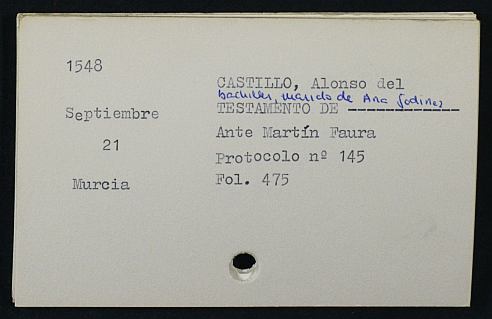 1548
CASTILLO, Alonso del
bachiller, marido de Ana Godínez
Septiembre
TESTAMENTO DE ------------
21
Ante Martín Faura
Protocolo nº 145
Murcia
Fol. 475